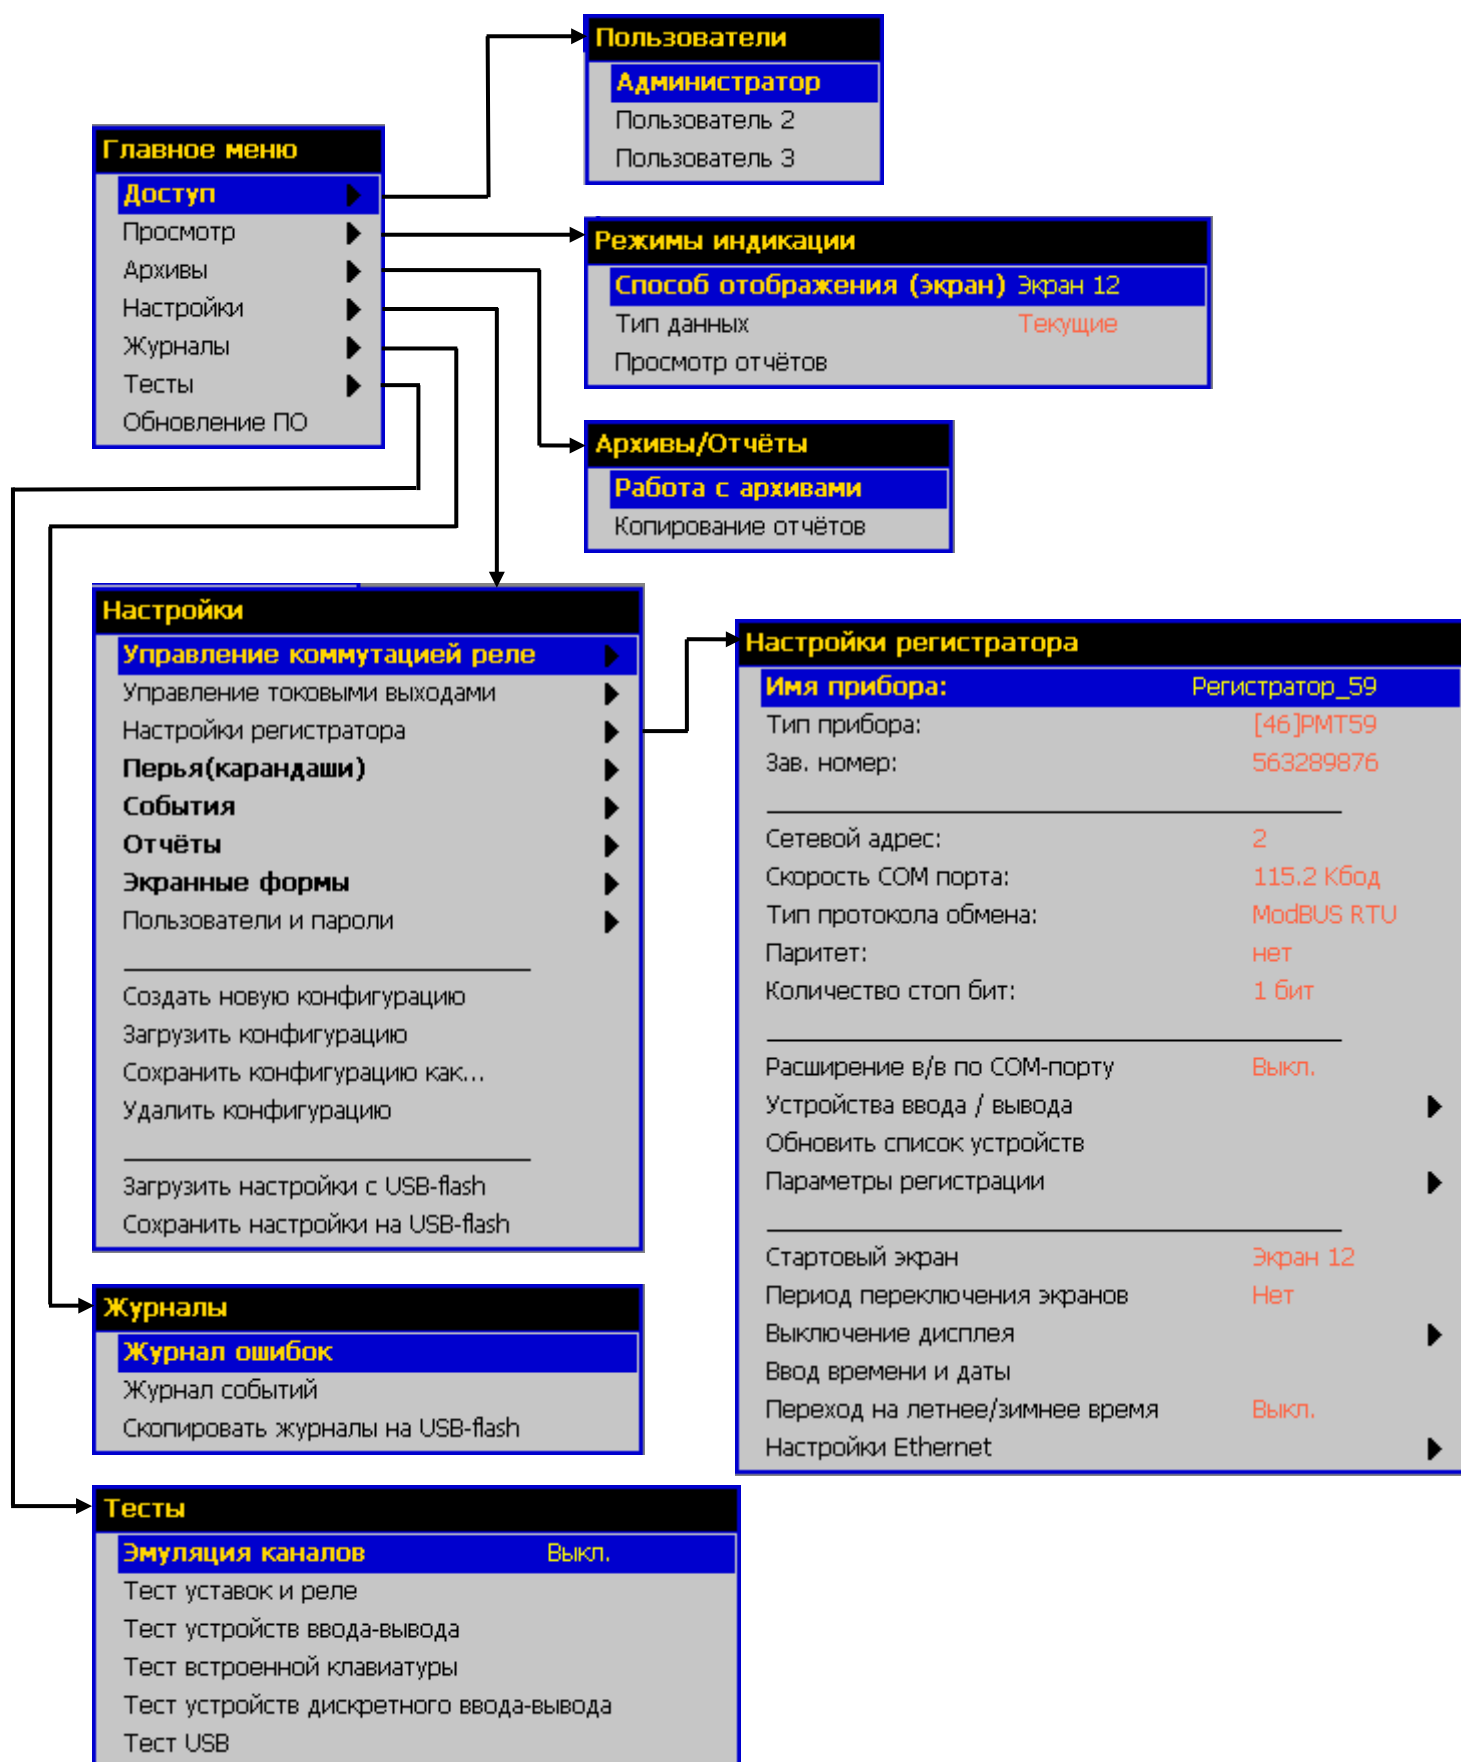 Пользователи
Администратор
Пользователь 2
Пользователь 3
Главное меню
Доступ
Просмотр
Архивы
Настройки
Журналы
Тесты
Обновление ПО
Режимы индикации
Способ отображения (экран) Экран 12
Тип данных Текущие
Просмотр отчётов
Архивы/Отчёты
Работа с архивами
Копирование отчётов
Настройки
Управление коммутацией реле
Управление токовыми выходами
Настройки регистратора
Перья(карандаши)
События
Отчёты
Экранные формы
Пользователи и пароли
Создать новую конфигурацию
Загрузить конфигурацию
Сохранить конфигурацию как...
Удалить конфигурацию
Загрузить настройки с USB-flash
Сохранить настройки на USB-flash
Настройки регистратора
Имя прибора: Регистратор_59
Тип прибора: [46]РМТ59
Зав. номер: 563289876
Сетевой адрес: 2
Скорость COM порта: 115.2 Кбод
Тип протокола обмена: ModBUS RTU
Паритет: нет
Количество стоп бит: 1 бит
Расширение в/в по COM-порту Выкл.
Устройства ввода / вывода
Обновить список устройств
Параметры регистрации
Стартовый экран Экран 12
Период переключения экранов Нет
Выключение дисплея
Ввод времени и даты
Переход на летнее/зимнее время Выкл.
Настройки Ethernet
Журналы
Журнал ошибок
Журнал событий
Скопировать журналы на USB-flash
Тесты
Эмуляция каналов Выкл.
Тест уставок и реле
Тест устройств ввода-вывода
Тест встроенной клавиатуры
Тест устройств дискретного ввода-вывода
Тест USB